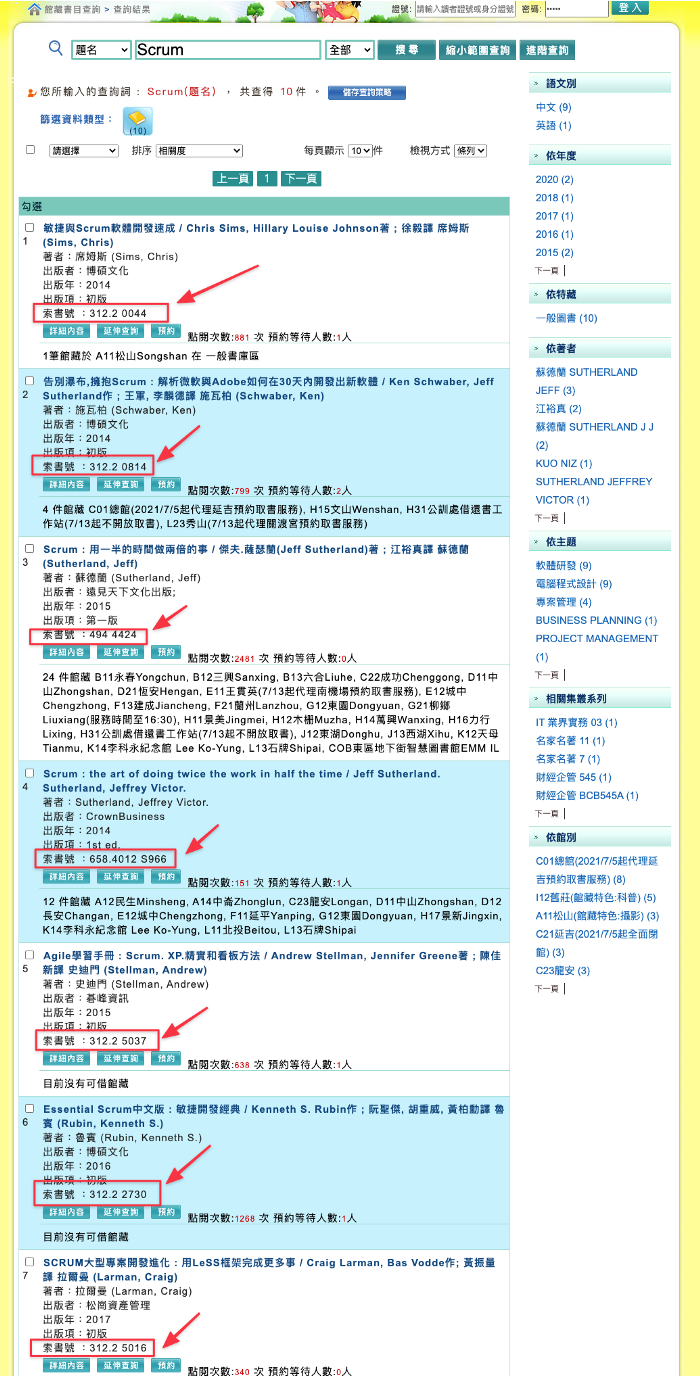 館藏書目查詢 > 查詢結果
證號: 請輸入讀者證號或身分證號 密碼: ••••• 登入
題名 Scrum 全部 搜尋 縮小範圍查詢 進階查詢
您所輸入的查詢詞：Scrum(題名) ， 共查得 10 件 。 儲存查詢策略
篩選資料類型： (10)
請選擇 排序 相關度 每頁顯示 10 件 檢視方式 條列
上一頁 1 下一頁
勾選
1
敏捷與Scrum軟體開發速成 / Chris Sims, Hillary Louise Johnson著 ; 徐毅譯 席姆斯
(Sims, Chris)
著者：席姆斯 (Sims, Chris)
出版者：博碩文化
出版年：2014
出版項：初版
索書號 ：312.2 0044
詳細內容 延伸查詢 預約 點閱次數:881 次 預約等待人數:1人
1筆館藏於 A11松山Songshan 在 一般書庫區
2
告別瀑布,擁抱Scrum : 解析微軟與Adobe如何在30天內開發出新軟體 / Ken Schwaber, Jeff
Sutherland作 ; 王軍, 李麟德譯 施瓦柏 (Schwaber, Ken)
著者：施瓦柏 (Schwaber, Ken)
出版者：博碩文化
出版年：2014
出版項：初版
索書號 ：312.2 0814
詳細內容 延伸查詢 預約 點閱次數:799 次 預約等待人數:2人
4 件館藏 C01總館(2021/7/5起代理延吉預約取書服務), H15文山Wenshan, H31公訓處借還書工
作站(7/13起不開放取書), L23秀山(7/13起代理關渡宮預約取書服務)
3
Scrum : 用一半的時間做兩倍的事 / 傑夫.薩瑟蘭(Jeff Sutherland)著 ; 江裕真譯 蘇德蘭
(Sutherland, Jeff)
著者：蘇德蘭 (Sutherland, Jeff)
出版者：遠見天下文化出版;
出版年：2015
出版項：第一版
索書號 ：494 4424
詳細內容 延伸查詢 預約 點閱次數:2481 次 預約等待人數:0人
24 件館藏 B11永春Yongchun, B12三興Sanxing, B13六合Liuhe, C22成功Chenggong, D11中
山Zhongshan, D21恆安Hengan, E11王貫英(7/13起代理南機場預約取書服務), E12城中
Chengzhong, F13建成Jiancheng, F21蘭州Lanzhou, G12東園Dongyuan, G21柳鄉
Liuxiang(服務時間至16:30), H11景美Jingmei, H12木柵Muzha, H14萬興Wanxing, H16力行
Lixing, H31公訓處借還書工作站(7/13起不開放取書), J12東湖Donghu, J13西湖Xihu, K12天母
Tianmu, K14李科永紀念館 Lee Ko-Yung, L13石牌Shipai, COB東區地下街智慧圖書館EMM IL
4
Scrum : the art of doing twice the work in half the time / Jeff Sutherland.
Sutherland, Jeffrey Victor.
著者：Sutherland, Jeffrey Victor.
出版者：CrownBusiness
出版年：2014
出版項：1st ed.
索書號 ：658.4012 S966
詳細內容 延伸查詢 預約 點閱次數:151 次 預約等待人數:1人
12 件館藏 A12民生Minsheng, A14中崙Zhonglun, C23龍安Longan, D11中山Zhongshan, D12
長安Changan, E12城中Chengzhong, F11延平Yanping, G12東園Dongyuan, H17景新Jingxin,
K14李科永紀念館 Lee Ko-Yung, L11北投Beitou, L13石牌Shipai
5
Agile學習手冊 : Scrum. XP.精實和看板方法 / Andrew Stellman, Jennifer Greene著 ; 陳佳
新譯 史迪門 (Stellman, Andrew)
著者：史迪門 (Stellman, Andrew)
出版者：碁峰資訊
出版年：2015
出版項：初版
索書號 ：312.2 5037
詳細內容 延伸查詢 預約 點閱次數:638 次 預約等待人數:1人
目前沒有可借館藏
6
Essential Scrum中文版 : 敏捷開發經典 / Kenneth S. Rubin作 ; 阮聖傑, 胡重威, 黃柏勳譯 魯
賓 (Rubin, Kenneth S.)
著者：魯賓 (Rubin, Kenneth S.)
出版者：博碩文化
出版年：2016
出版項：初版
索書號 ：312.2 2730
詳細內容 延伸查詢 預約 點閱次數:1268 次 預約等待人數:1人
目前沒有可借館藏
7
SCRUM大型專案開發進化 : 用LeSS框架完成更多事 / Craig Larman, Bas Vodde作; 黃振量
譯 拉爾曼 (Larman, Craig)
著者：拉爾曼 (Larman, Craig)
出版者：松崗資產管理
出版年：2017
出版項：初版
索書號 ：312.2 5016
詳細內容 延伸查詢 預約 點閱次數:340 次 預約等待人數:0人
語文別
中文 (9)
英語 (1)
依年度
2020 (2)
2018 (1)
2017 (1)
2016 (1)
2015 (2)
下一頁
依特藏
一般圖書 (10)
依著者
蘇德蘭 SUTHERLAND
JEFF (3)
江裕真 (2)
蘇德蘭 SUTHERLAND J J
(2)
KUO NIZ (1)
SUTHERLAND JEFFREY
VICTOR (1)
下一頁
依主題
軟體研發 (9)
電腦程式設計 (9)
專案管理 (4)
BUSINESS PLANNING (1)
PROJECT MANAGEMENT
(1)
下一頁
相關集叢系列
IT 業界實務 03 (1)
名家名著 11 (1)
名家名著 7 (1)
財經企管 545 (1)
財經企管 BCB545A (1)
下一頁
依館別
C01總館(2021/7/5起代理延
吉預約取書服務) (8)
I12舊莊(館藏特色:科普) (5)
A11松山(館藏特色:攝影) (3)
C21延吉(2021/7/5起全面閉
館) (3)
C23龍安 (3)
下一頁